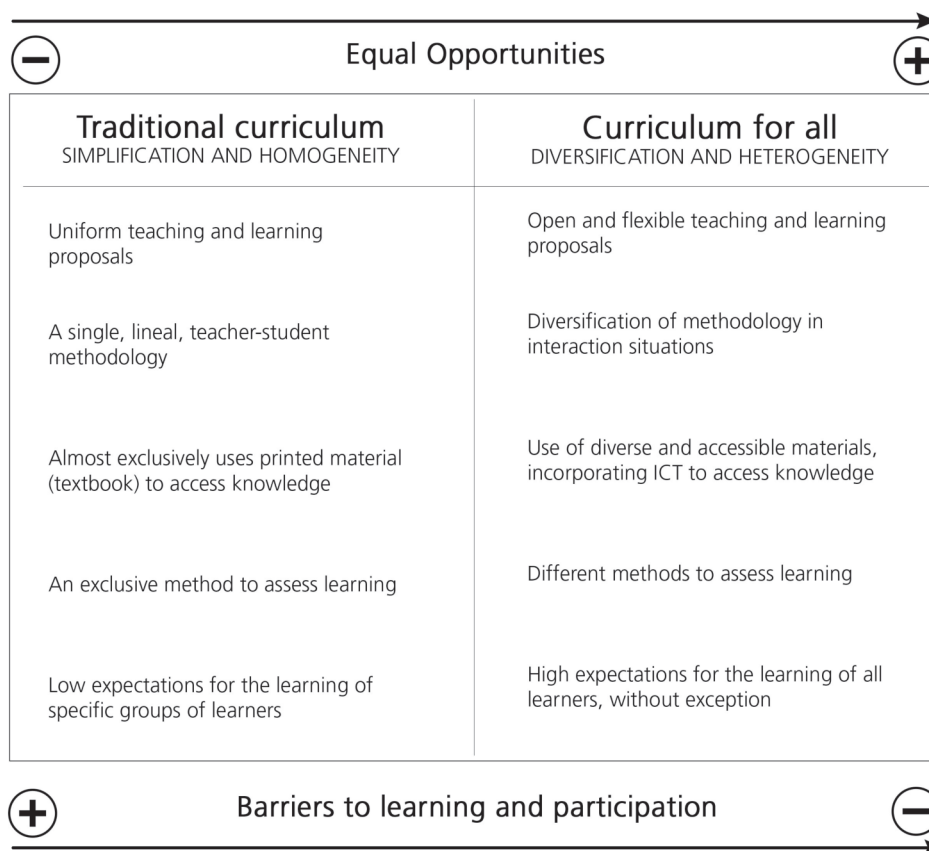 Equal Opportunities
Traditional curriculum
SIMPLIFICATION AND HOMOGENEITY
Curriculum for all
DIVERSIFICATION AND HETEROGENEITY
Uniform teaching and learning
proposals
Open and flexible teaching and learning
proposals
A single, lineal, teacher-student
methodology
Diversification of methodology in
interaction situations
Almost exclusively uses printed material
(textbook) to access knowledge
Use of diverse and accessible materials,
incorporating ICT to access knowledge
An exclusive method to assess learning
Different methods to assess learning
Low expectations for the learning of
specific groups of learners
High expectations for the learning of all
learners, without exception
Barriers to learning and participation